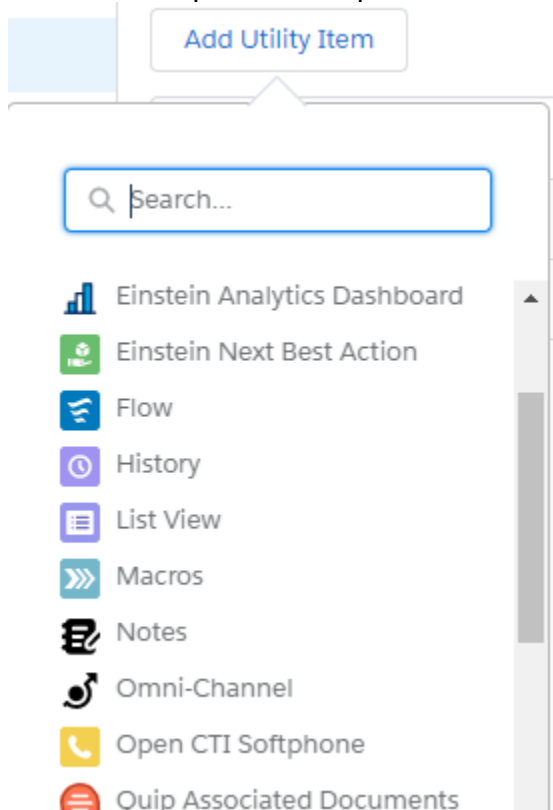 Add Utility Item
Search...
Einstein Analytics Dashboard
Einstein Next Best Action
Flow
History
List View
Macros
Notes
Omni-Channel
Open CTI Softphone
Quip Associated Documents